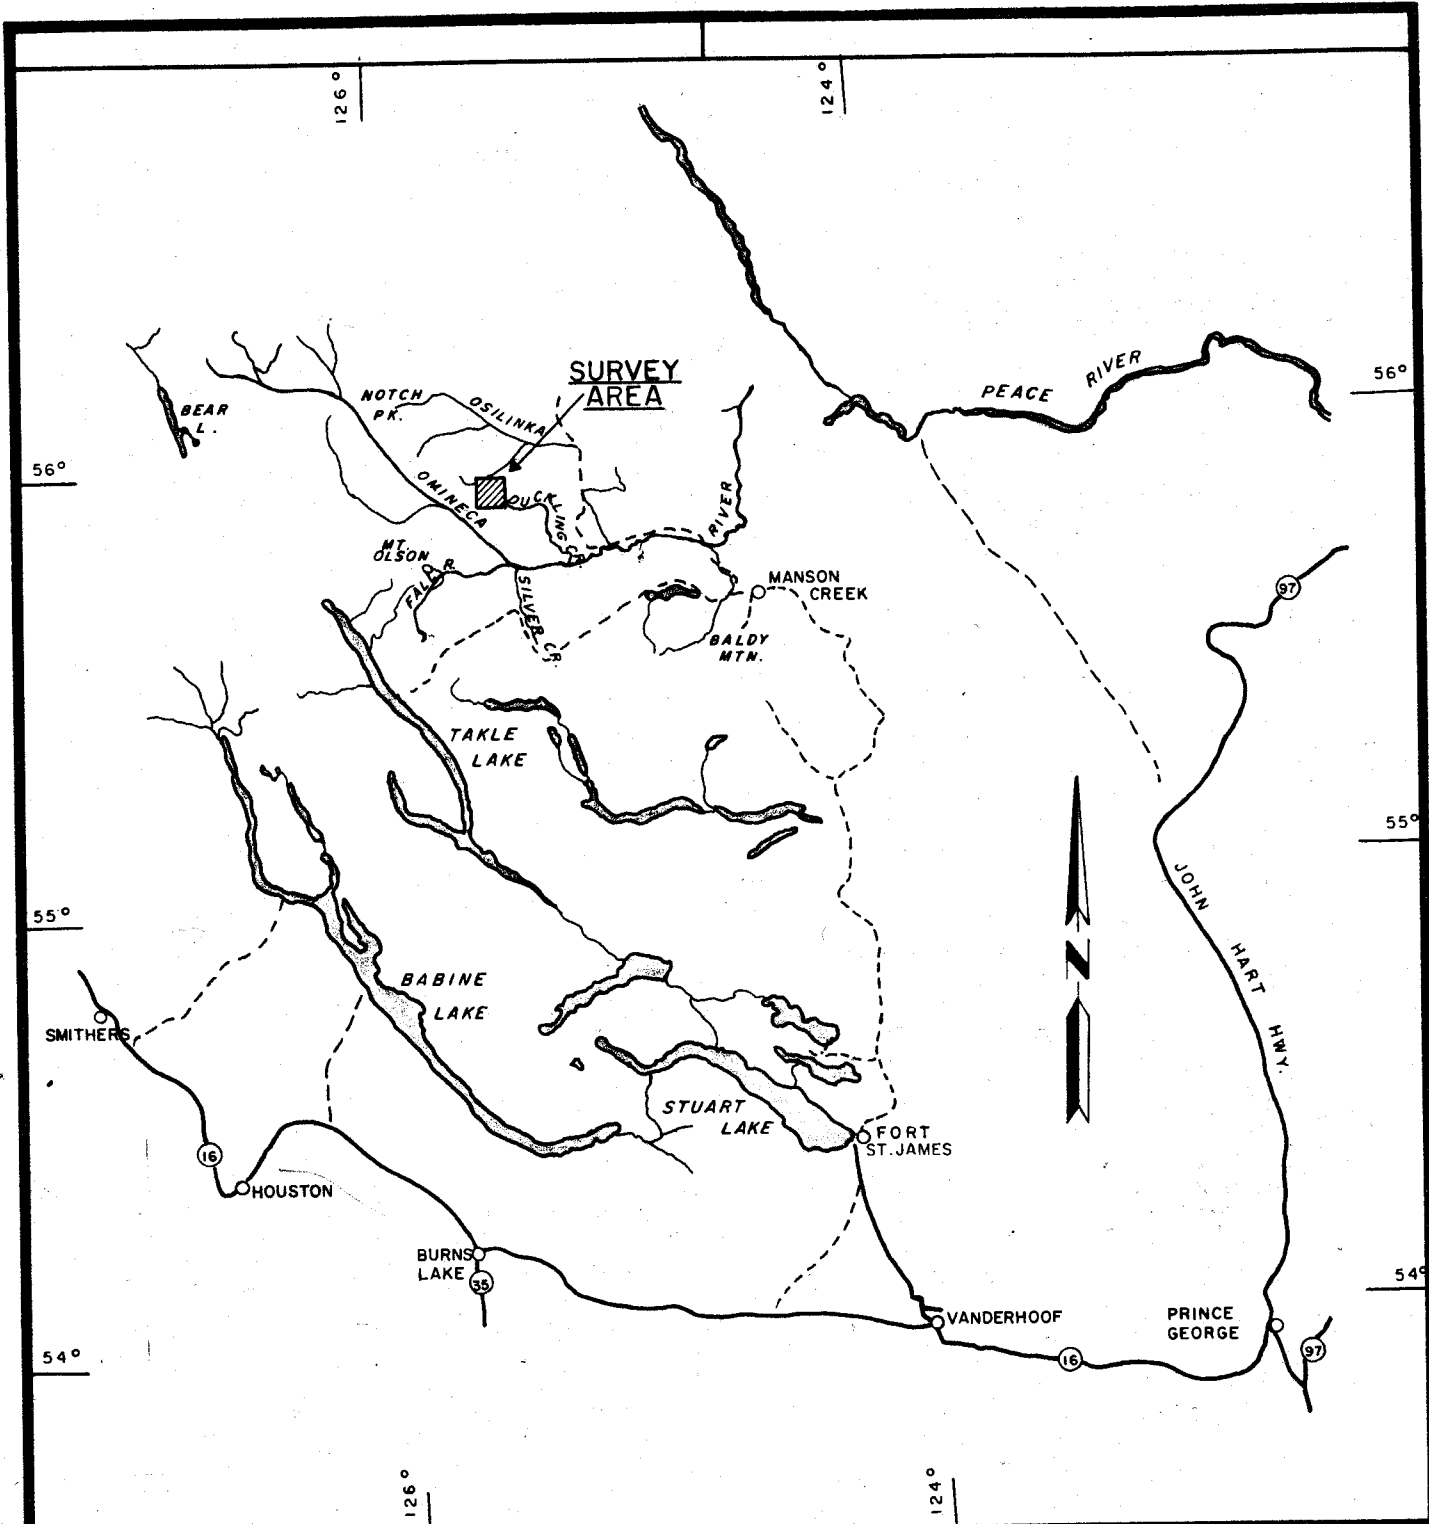 126°
124°
SURVEY
AREA
NOTCH
PK.
OSILINKA
PEACE RIVER
56°
BEAR
L.
56°
OMINECA
DUCKLING CR.
RIVER
MT.
OLSON
FALL R.
SILVER CR.
MANSON
CREEK
97
BALDY
MTN.
TAKLE
LAKE
55°
JOHN HART HWY.
55°
N
BABINE
LAKE
SMITHERS
STUART
LAKE
FORT
ST. JAMES
16
HOUSTON
BURNS
LAKE
35
54°
VANDERHOOF
PRINCE
GEORGE
97
16
54°
126°
124°